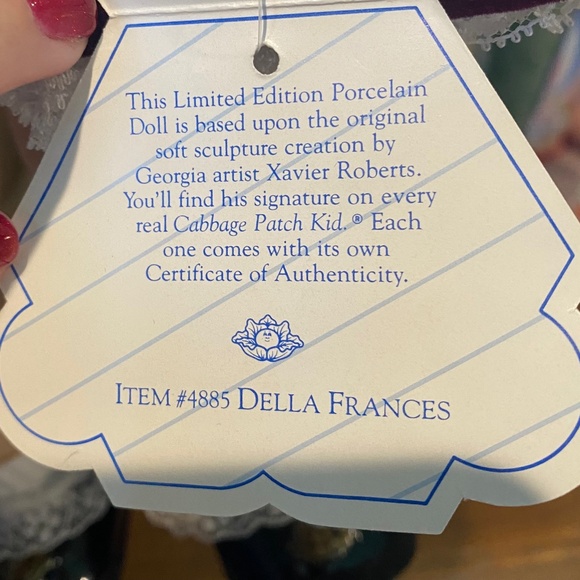 This Limited Edition Porcelain
Doll is based upon the original
soft sculpture creation by
Georgia artist Xavier Roberts.
You'll find his signature on every
real Cabbage Patch Kid.® Each
one comes with its own
Certificate of Authenticity.
ITEM #4885 DELLA FRANCES